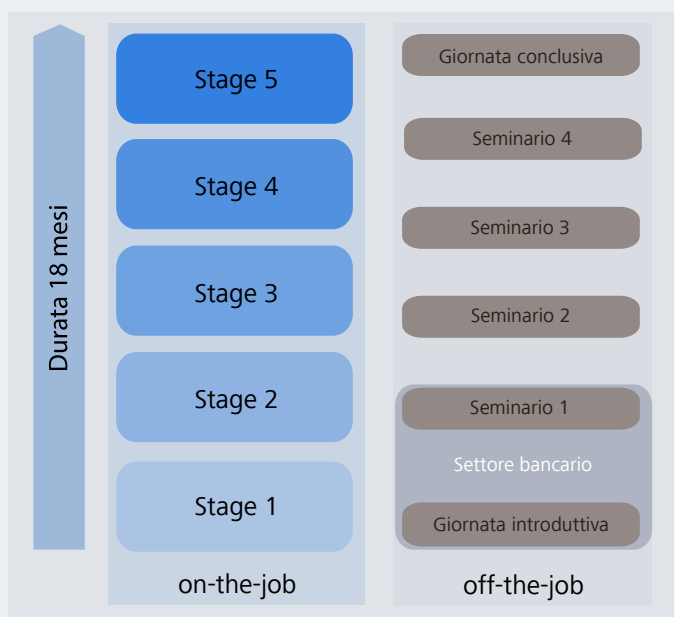 Durata 18 mesi
Stage 5
Stage 4
Stage 3
Stage 2
Stage 1
on-the-job
Giornata conclusiva
Seminario 4
Seminario 3
Seminario 2
Seminario 1
Settore bancario
Giornata introduttiva
off-the-job